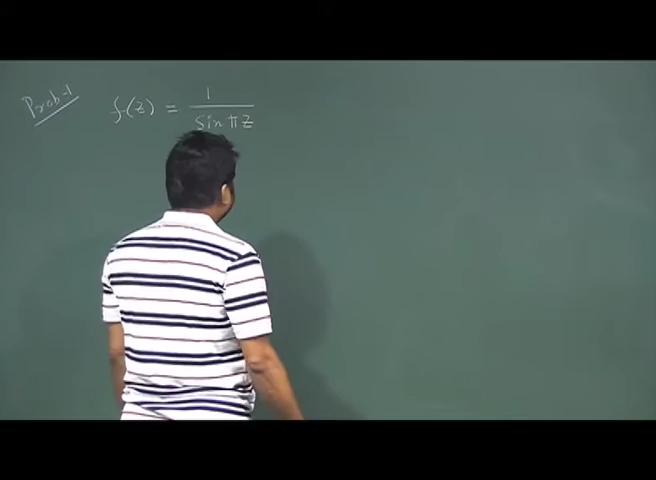 Prob-1 f(z) = 1 / sin πz